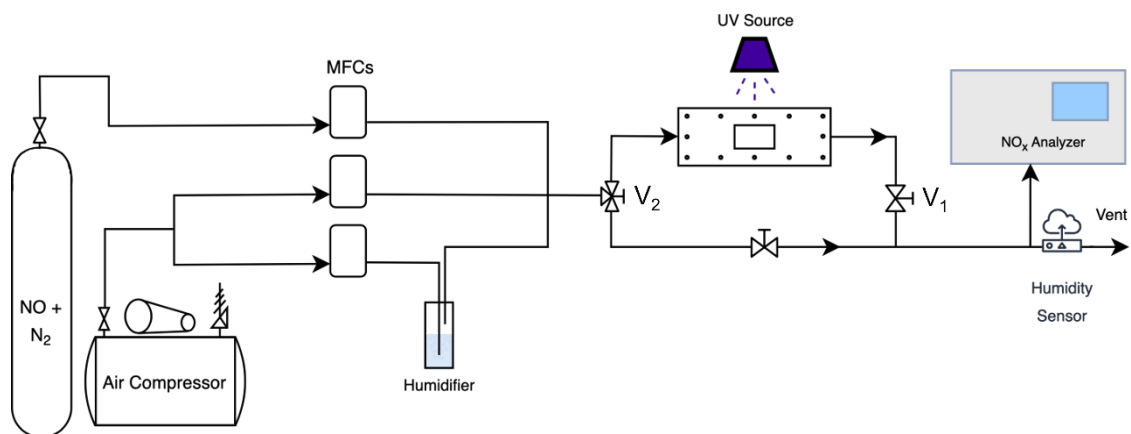 UV Source
MFCs
NOx Analyzer
V2
V1
Vent
NO +
N2
Humidity
Sensor
Air Compressor
Humidifier